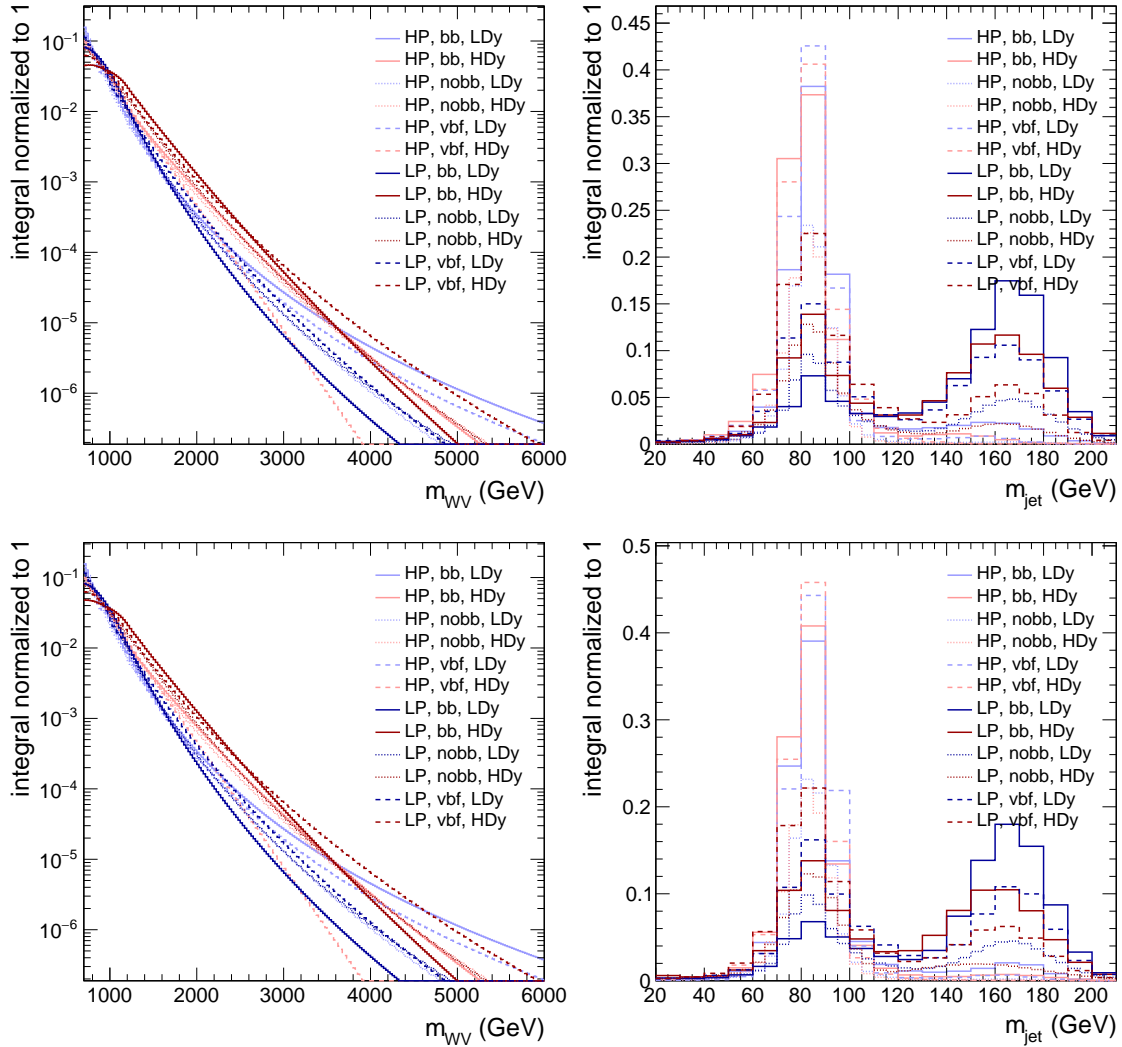 integral normalized to 1
10⁻¹
10⁻²
10⁻³
10⁻⁴
10⁻⁵
10⁻⁶
HP, bb, LDy
HP, bb, HDy
HP, nobb, LDy
HP, nobb, HDy
HP, vbf, LDy
HP, vbf, HDy
LP, bb, LDy
LP, bb, HDy
LP, nobb, LDy
LP, nobb, HDy
LP, vbf, LDy
LP, vbf, HDy
1000 2000 3000 4000 5000 6000
m_WV (GeV)
integral normalized to 1
0.45
0.4
0.35
0.3
0.25
0.2
0.15
0.1
0.05
0
HP, bb, LDy
HP, bb, HDy
HP, nobb, LDy
HP, nobb, HDy
HP, vbf, LDy
HP, vbf, HDy
LP, bb, LDy
LP, bb, HDy
LP, nobb, LDy
LP, nobb, HDy
LP, vbf, LDy
LP, vbf, HDy
20 40 60 80 100 120 140 160 180 200
m_jet (GeV)
integral normalized to 1
10⁻¹
10⁻²
10⁻³
10⁻⁴
10⁻⁵
10⁻⁶
HP, bb, LDy
HP, bb, HDy
HP, nobb, LDy
HP, nobb, HDy
HP, vbf, LDy
HP, vbf, HDy
LP, bb, LDy
LP, bb, HDy
LP, nobb, LDy
LP, nobb, HDy
LP, vbf, LDy
LP, vbf, HDy
1000 2000 3000 4000 5000 6000
m_WV (GeV)
integral normalized to 1
0.5
0.4
0.3
0.2
0.1
0
HP, bb, LDy
HP, bb, HDy
HP, nobb, LDy
HP, nobb, HDy
HP, vbf, LDy
HP, vbf, HDy
LP, bb, LDy
LP, bb, HDy
LP, nobb, LDy
LP, nobb, HDy
LP, vbf, LDy
LP, vbf, HDy
20 40 60 80 100 120 140 160 180 200
m_jet (GeV)